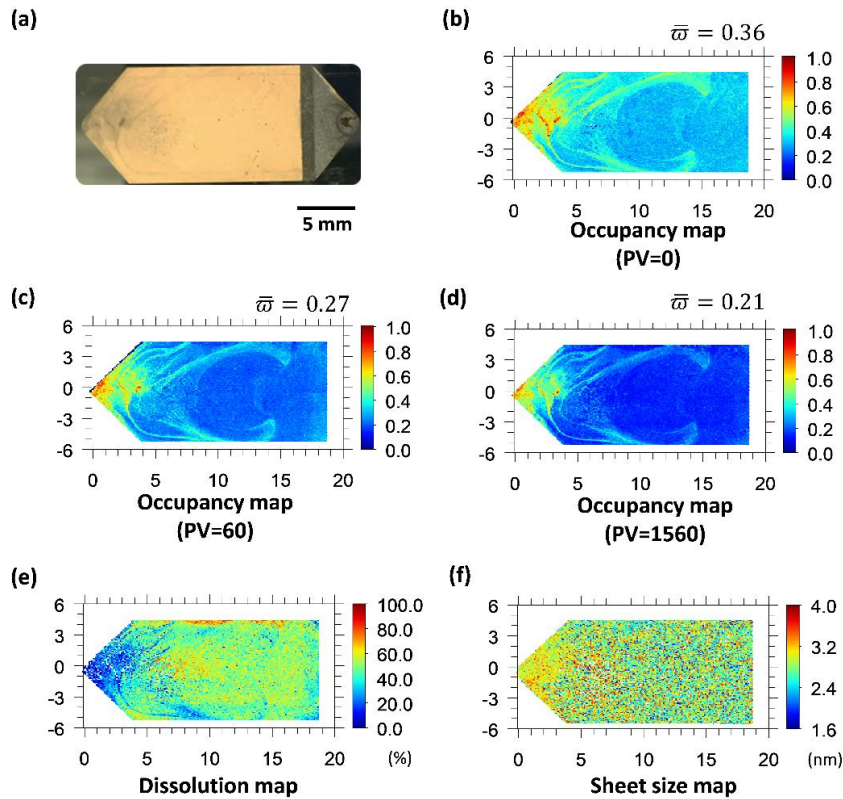 (a)
5 mm
(b)
ϖ̅ = 0.36
6
3
0
-3
-6
1.0
0.8
0.6
0.4
0.2
0.0
0 5 10 15 20
Occupancy map
(PV=0)
(c)
ϖ̅ = 0.27
6
3
0
-3
-6
1.0
0.8
0.6
0.4
0.2
0.0
0 5 10 15 20
Occupancy map
(PV=60)
(d)
ϖ̅ = 0.21
6
3
0
-3
-6
1.0
0.8
0.6
0.4
0.2
0.0
0 5 10 15 20
Occupancy map
(PV=1560)
(e)
6
3
0
-3
-6
100.0
80.0
60.0
40.0
20.0
0.0
0 5 10 15 20 (%)
Dissolution map
(f)
6
3
0
-3
-6
4.0
3.4
2.8
2.2
1.6
0 5 10 15 20 (nm)
Sheet size map